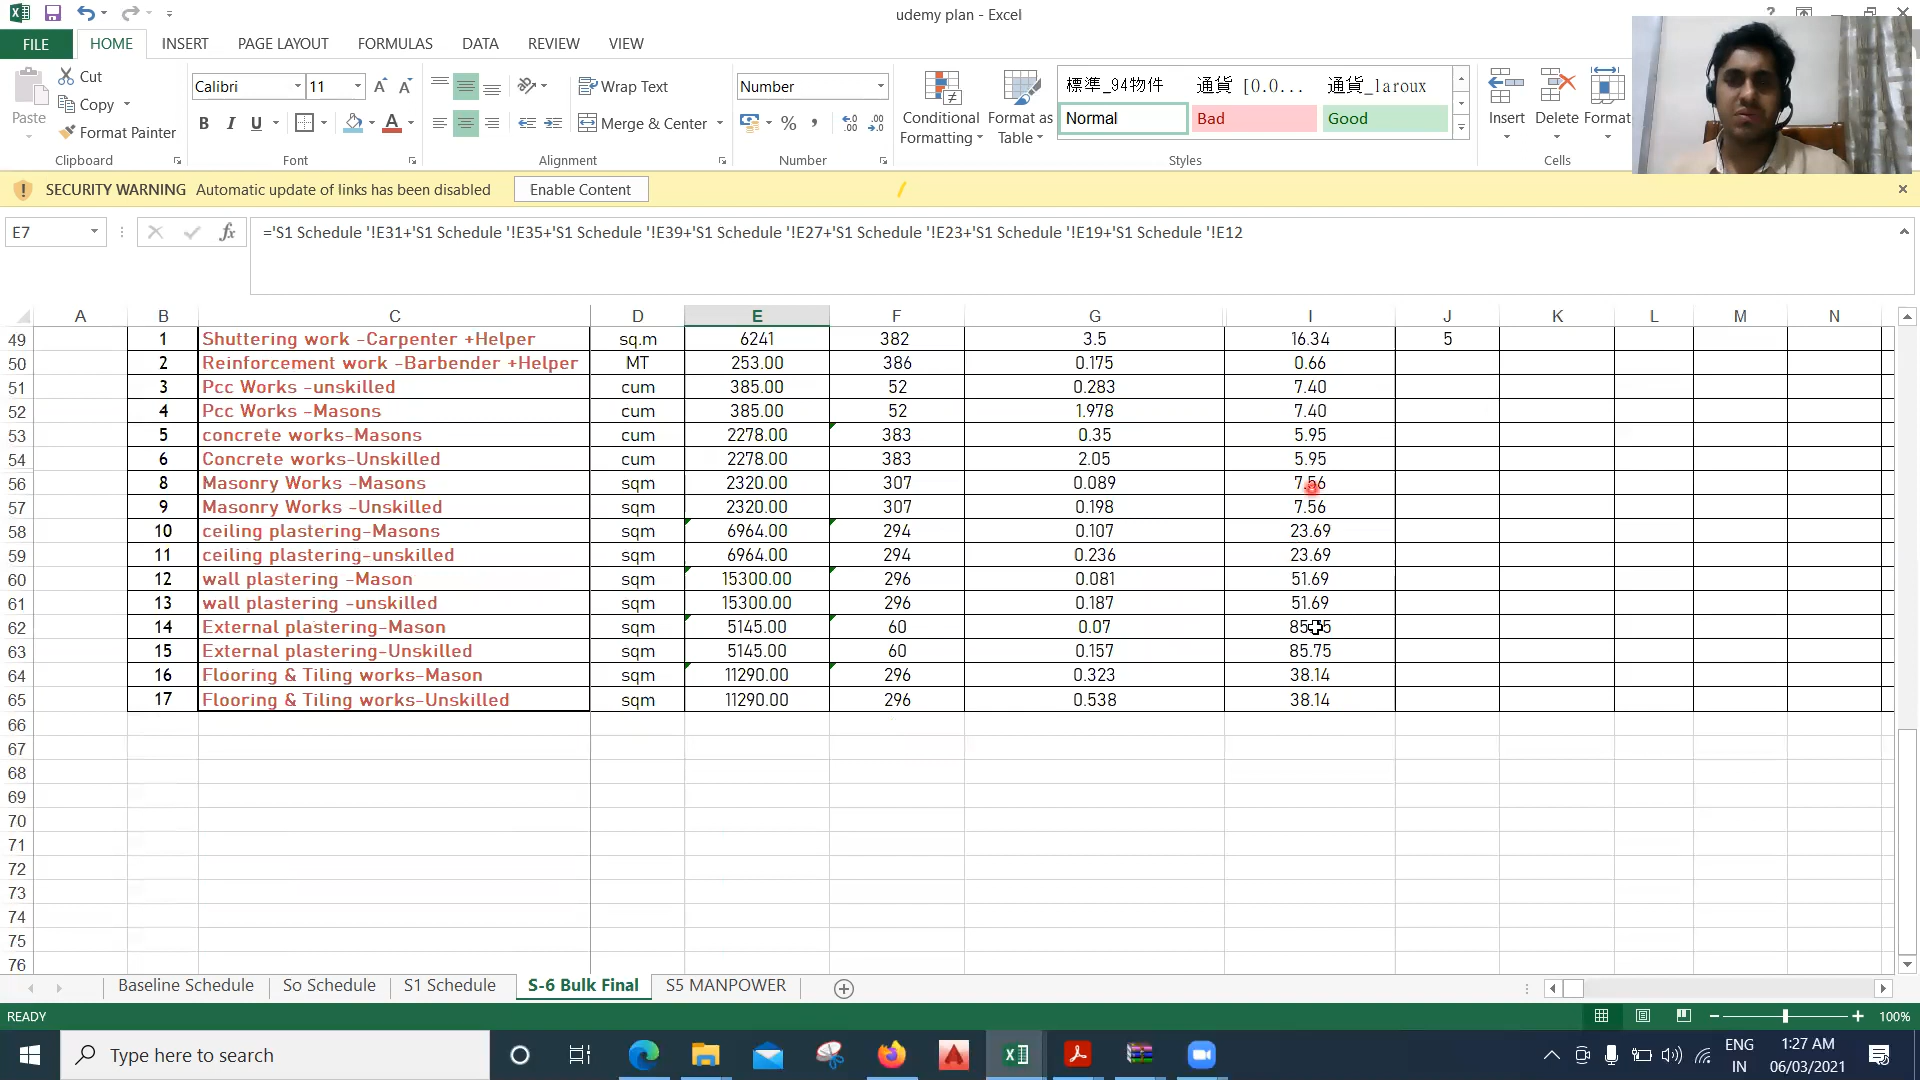 udemy plan - Excel
FILE HOME INSERT PAGE LAYOUT FORMULAS DATA REVIEW VIEW
Paste Cut Copy Format Painter Clipboard
Calibri 11 B I U A Font
Wrap Text Merge & Center Alignment
Number % , Number
Conditional Formatting Format as Table
標準_94物件 通貨 [0.0... 通貨_laroux
Normal Bad Good
Styles
Insert Delete Format
Cells
SECURITY WARNING Automatic update of links has been disabled Enable Content
E7 fx ='S1 Schedule '!E31+'S1 Schedule '!E35+'S1 Schedule '!E39+'S1 Schedule '!E27+'S1 Schedule '!E23+'S1 Schedule '!E19+'S1 Schedule '!E12
A B C D E F G I J K L M N
49 1 Shuttering work -Carpenter +Helper sq.m 6241 382 3.5 16.34 5
50 2 Reinforcement work -Barbender +Helper MT 253.00 386 0.175 0.66
51 3 Pcc Works -unskilled cum 385.00 52 0.283 7.40
52 4 Pcc Works -Masons cum 385.00 52 1.978 7.40
53 5 concrete works-Masons cum 2278.00 383 0.35 5.95
54 6 Concrete works-Unskilled cum 2278.00 383 2.05 5.95
56 8 Masonry Works -Masons sqm 2320.00 307 0.089 7.56
57 9 Masonry Works -Unskilled sqm 2320.00 307 0.198 7.56
58 10 ceiling plastering-Masons sqm 6964.00 294 0.107 23.69
59 11 ceiling plastering-unskilled sqm 6964.00 294 0.236 23.69
60 12 wall plastering -Mason sqm 15300.00 296 0.081 51.69
61 13 wall plastering -unskilled sqm 15300.00 296 0.187 51.69
62 14 External plastering-Mason sqm 5145.00 60 0.07 85.75
63 15 External plastering-Unskilled sqm 5145.00 60 0.157 85.75
64 16 Flooring & Tiling works-Mason sqm 11290.00 296 0.323 38.14
65 17 Flooring & Tiling works-Unskilled sqm 11290.00 296 0.538 38.14
66
67
68
69
70
71
72
73
74
75
76
Baseline Schedule So Schedule S1 Schedule S-6 Bulk Final S5 MANPOWER
READY 100%
Type here to search
ENG IN 1:27 AM 06/03/2021